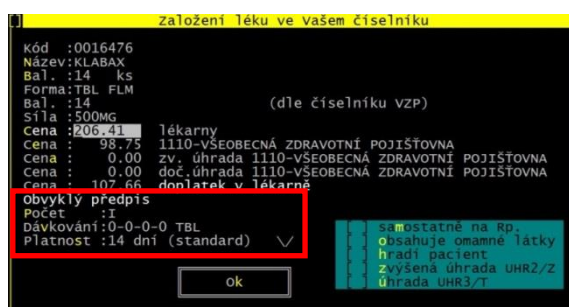 Založení léku ve Vašem číselníku
Kód :0016476
Název:KLABAX
Bal. :14 ks
Forma:TBL FLM
Bal. :14 (dle číselníku VZP)
Síla :500MG
Cena :206.41 lékárny
Cena : 98.75 1110-VŠEOBECNÁ ZDRAVOTNÍ POJIŠŤOVNA
Cena : 0.00 zv. úhrada 1110-VŠEOBECNÁ ZDRAVOTNÍ POJIŠŤOVNA
Cena : 0.00 doč.úhrada 1110-VŠEOBECNÁ ZDRAVOTNÍ POJIŠŤOVNA
Cena : 107.66 doplatek v lékárně
Obvyklý předpis
Počet :I
Dávkování:0-0-0-0 TBL
Platnost :14 dní (standard)
[ ] samostatně na Rp.
[ ] obsahuje omamné látky
[ ] hradí pacient
[ ] zvýšená úhrada UHR2/Z
[ ] úhrada UHR3/T
Ok